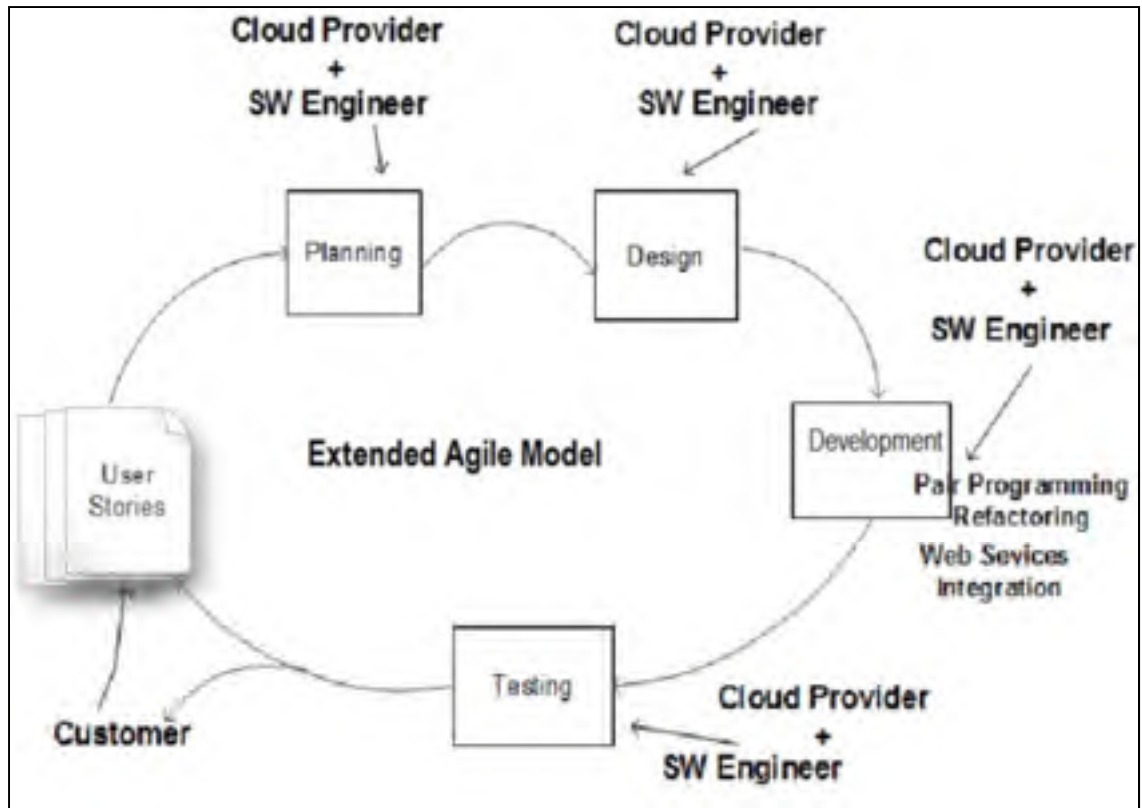 Cloud Provider
+
SW Engineer
Cloud Provider
+
SW Engineer
Planning
Design
Cloud Provider
+
SW Engineer
Extended Agile Model
User
Stories
Development
Pair Programming
Refactoring
Web Sevices
Integration
Testing
Cloud Provider
+
SW Engineer
Customer